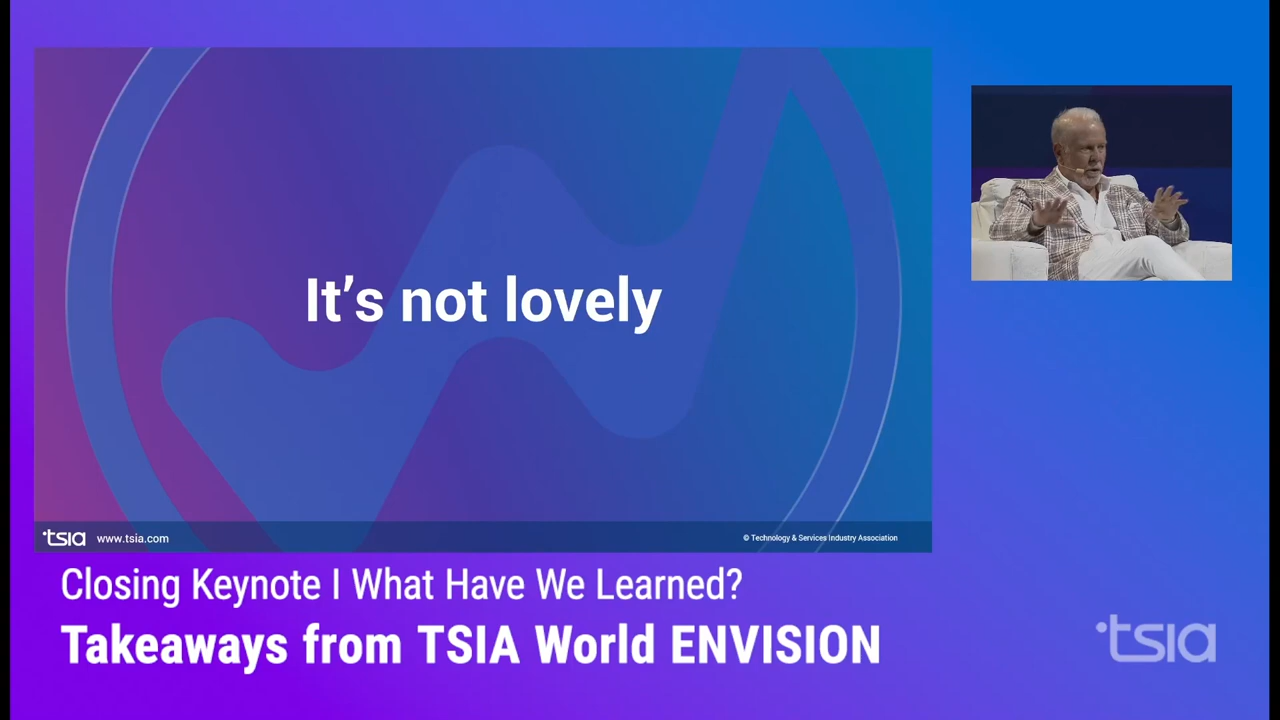 It's not lovely
tsia www.tsia.com
© Technology & Services Industry Association
Closing Keynote I What Have We Learned?
Takeaways from TSIA World ENVISION
tsia